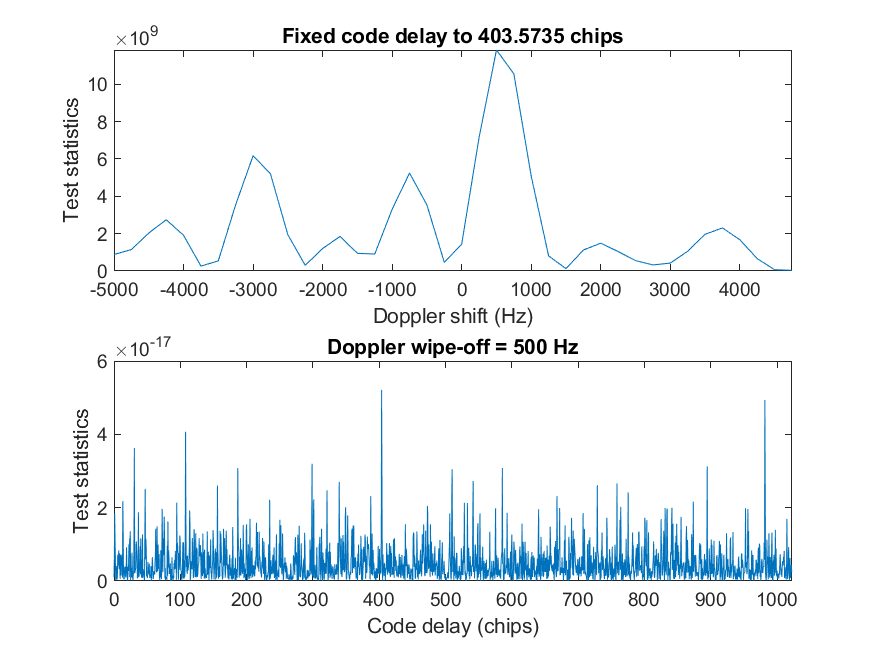 ×10^9
Fixed code delay to 403.5735 chips
10
8
6
4
2
0
Test statistics
-5000 -4000 -3000 -2000 -1000 0 1000 2000 3000 4000
Doppler shift (Hz)
×10^-17
Doppler wipe-off = 500 Hz
6
4
2
0
Test statistics
0 100 200 300 400 500 600 700 800 900 1000
Code delay (chips)